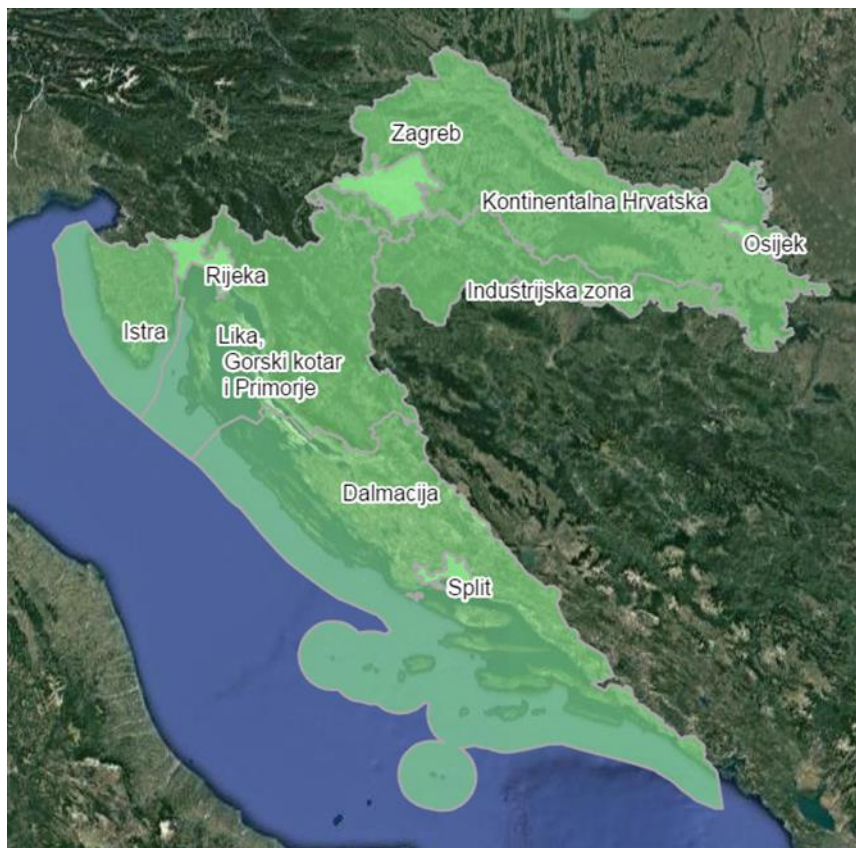 Zagreb
Kontinentalna Hrvatska
Osijek
Rijeka
Industrijska zona
Istra
Lika,
Gorski kotar
i Primorje
Dalmacija
Split